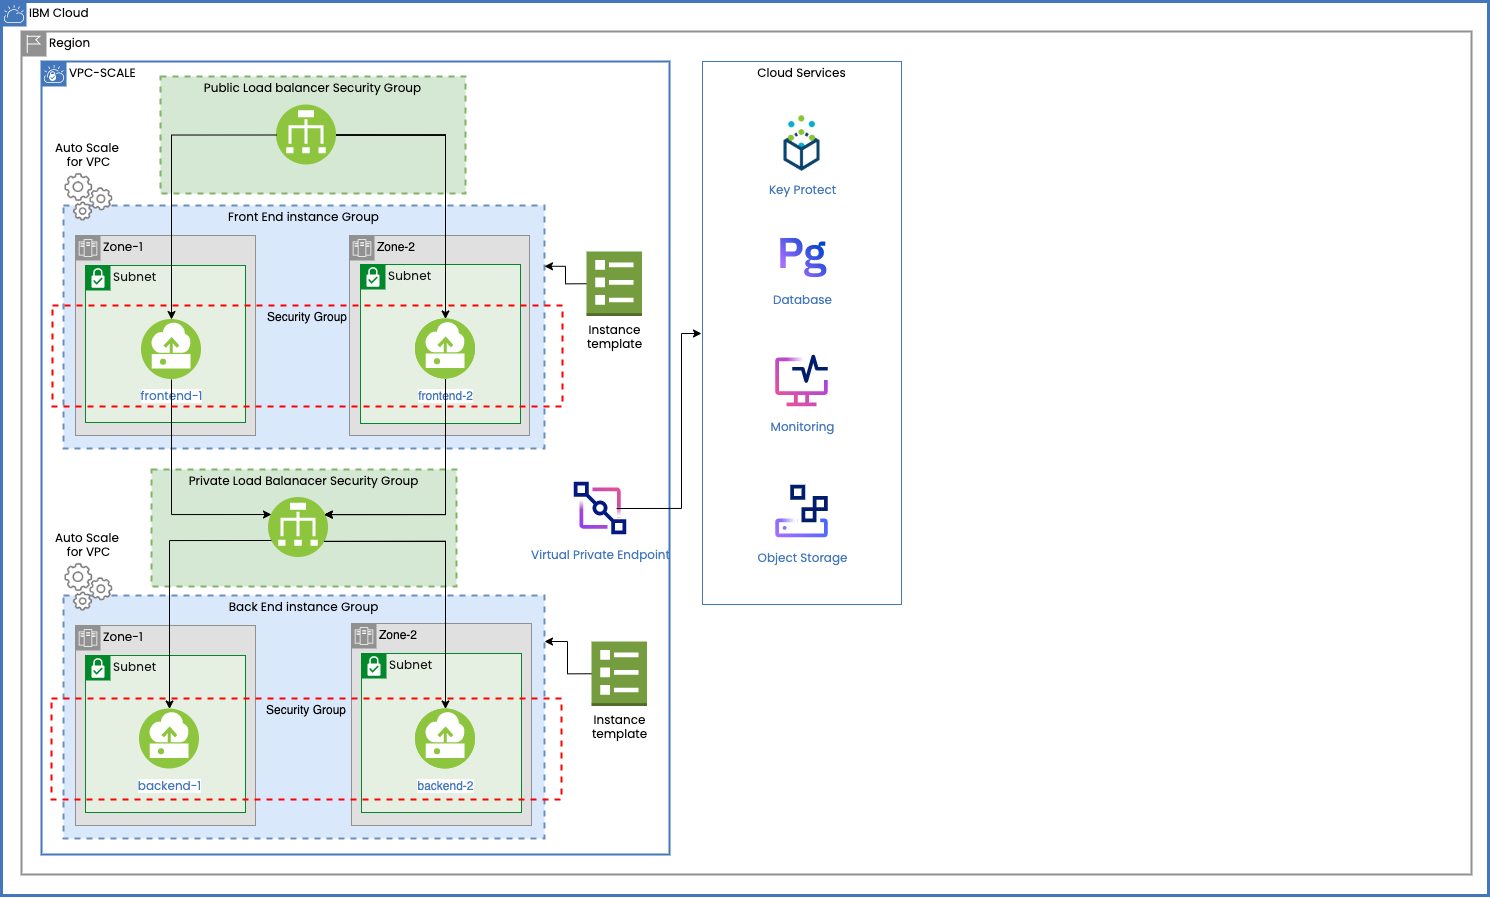 IBM Cloud
Region
VPC-SCALE
Public Load balancer Security Group
Auto Scale
for VPC
Front End instance Group
Zone-1
Subnet
Zone-2
Subnet
Security Group
frontend-1
frontend-2
Instance
template
Private Load Balanacer Security Group
Auto Scale
for VPC
Virtual Private Endpoint
Back End instance Group
Zone-1
Subnet
Zone-2
Subnet
Security Group
backend-1
backend-2
Instance
template
Cloud Services
Key Protect
Pg
Database
Monitoring
Object Storage